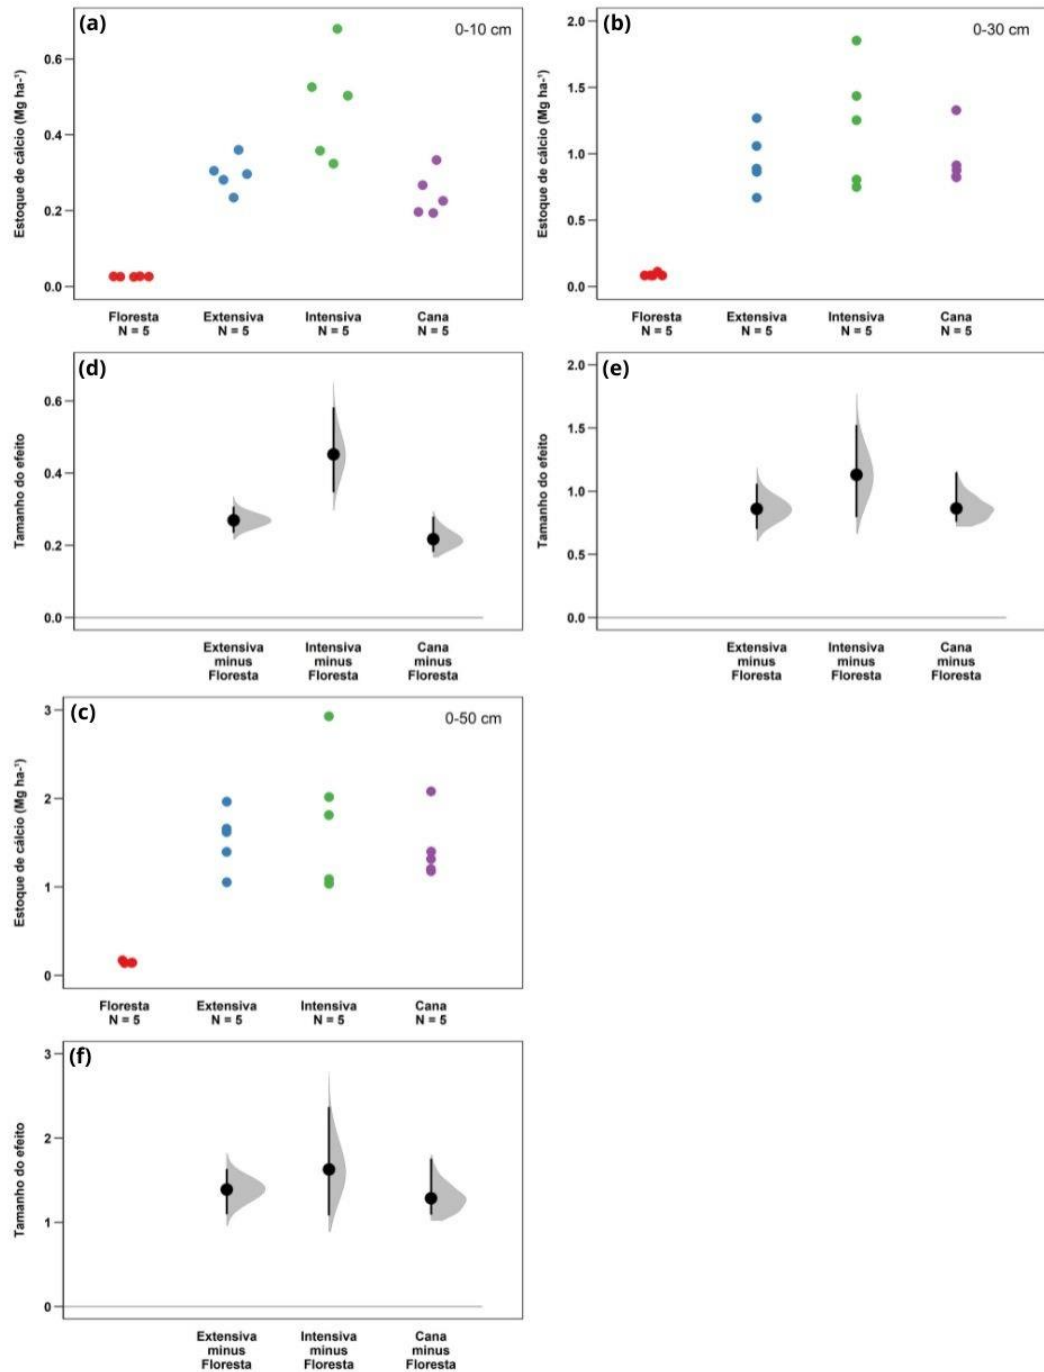 (a)
0-10 cm
Estoque de cálcio (Mg ha-¹)
0.6
0.4
0.2
0.0
Floresta
N = 5
Extensiva
N = 5
Intensiva
N = 5
Cana
N = 5
(b)
0-30 cm
Estoque de cálcio (Mg ha-¹)
2.0
1.5
1.0
0.5
0.0
Floresta
N = 5
Extensiva
N = 5
Intensiva
N = 5
Cana
N = 5
(d)
Tamanho do efeito
0.6
0.4
0.2
0.0
Extensiva
minus
Floresta
Intensiva
minus
Floresta
Cana
minus
Floresta
(e)
Tamanho do efeito
2.0
1.5
1.0
0.5
0.0
Extensiva
minus
Floresta
Intensiva
minus
Floresta
Cana
minus
Floresta
(c)
0-50 cm
Estoque de cálcio (Mg ha-¹)
3
2
1
0
Floresta
N = 5
Extensiva
N = 5
Intensiva
N = 5
Cana
N = 5
(f)
Tamanho do efeito
3
2
1
0
Extensiva
minus
Floresta
Intensiva
minus
Floresta
Cana
minus
Floresta